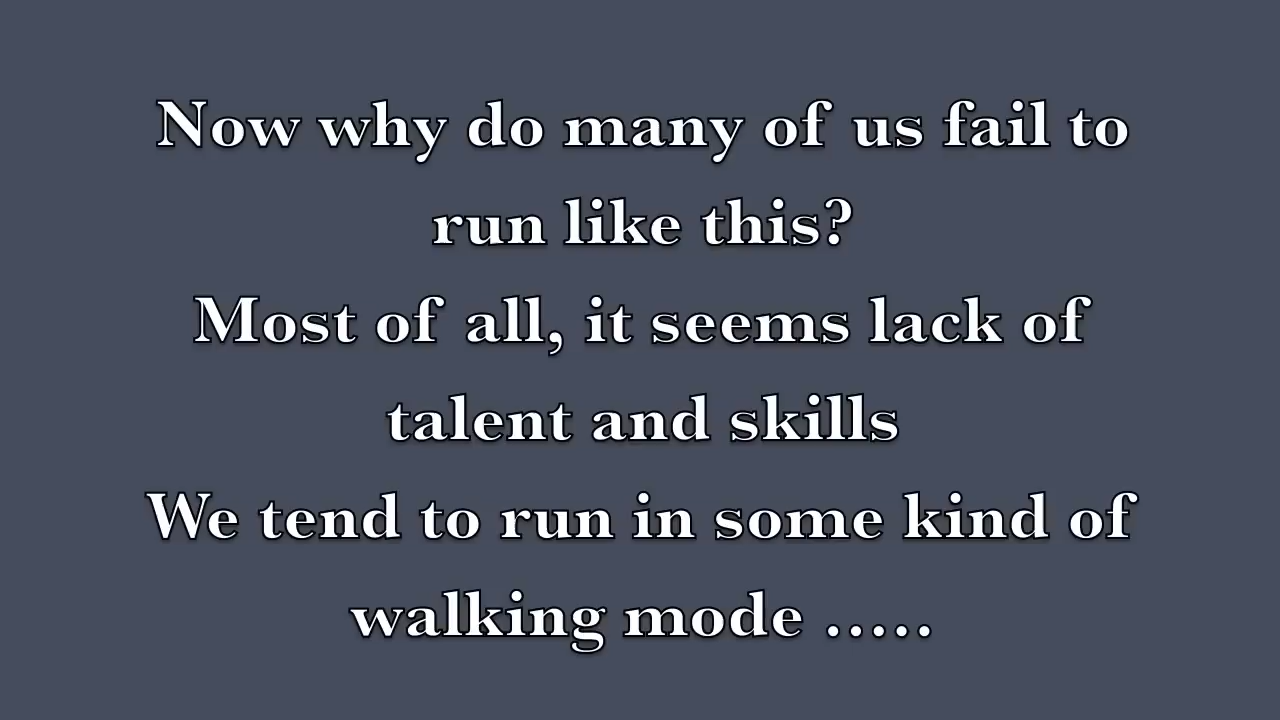 Now why do many of us fail to
run like this?
Most of all, it seems lack of
talent and skills
We tend to run in some kind of
walking mode .....